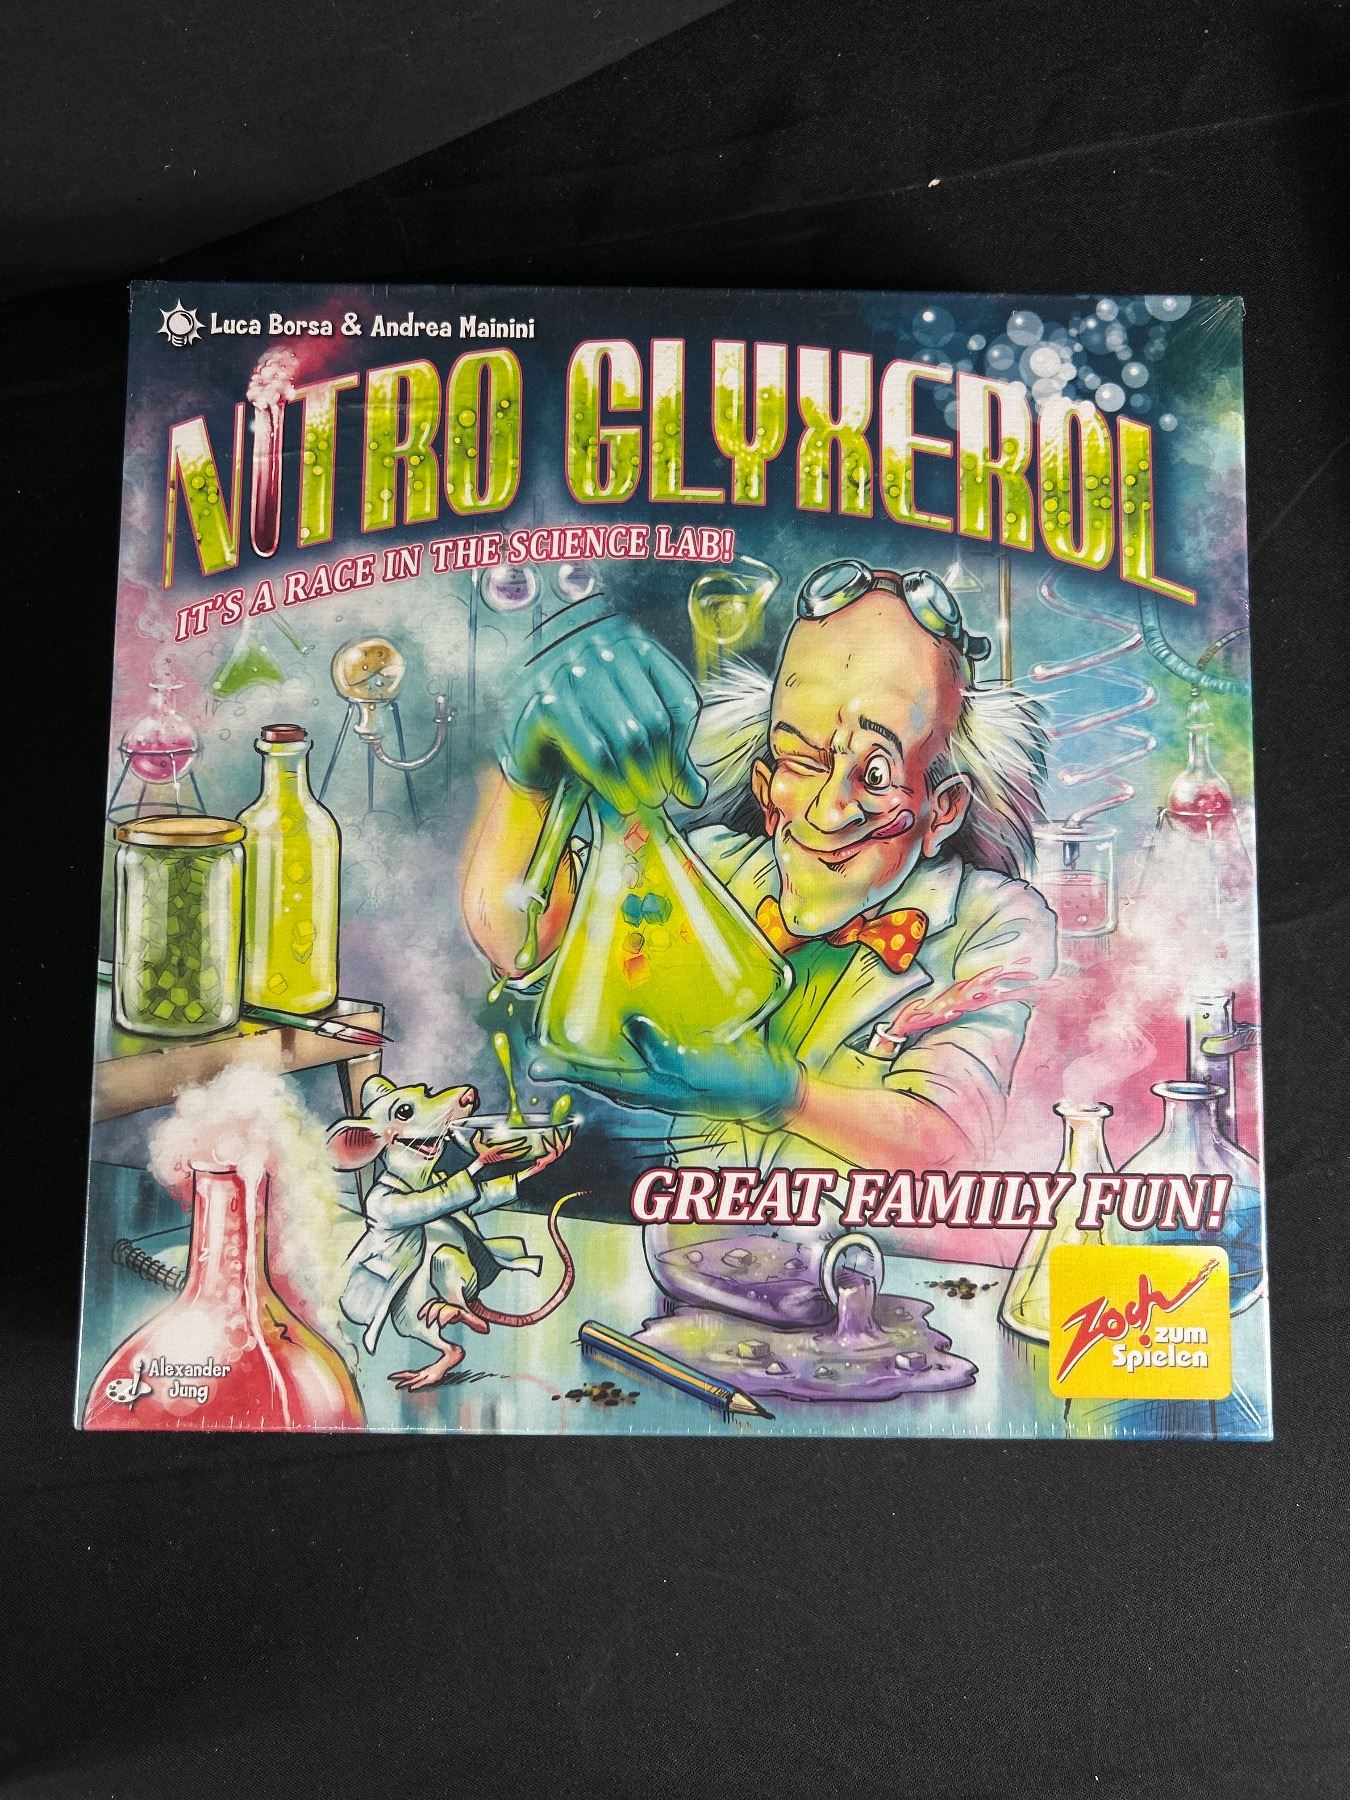 Luca Borsa & Andrea Mainini
NITRO GLYXEROL
IT'S A RACE IN THE SCIENCE LAB!
GREAT FAMILY FUN!
Zoch
zum
Spielen
Alexander
Jung